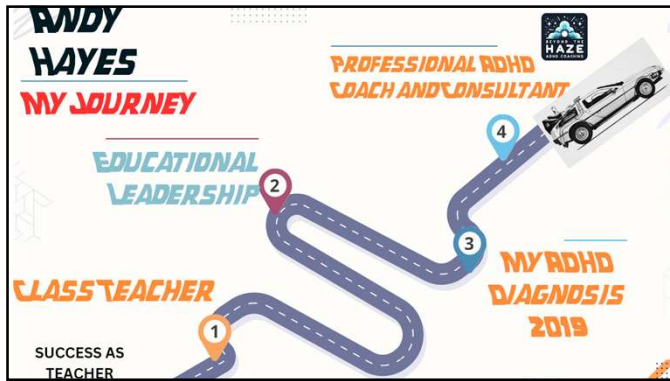 ANDY
HAYES
MY JOURNEY
BEYOND THE
HAZE
ADHD COACHING
PROFESSIONAL ADHD
COACH AND CONSULTANT
4
EDUCATIONAL
LEADERSHIP
2
3
MY ADHD
DIAGNOSIS
2019
CLASS TEACHER
1
SUCCESS AS
TEACHER